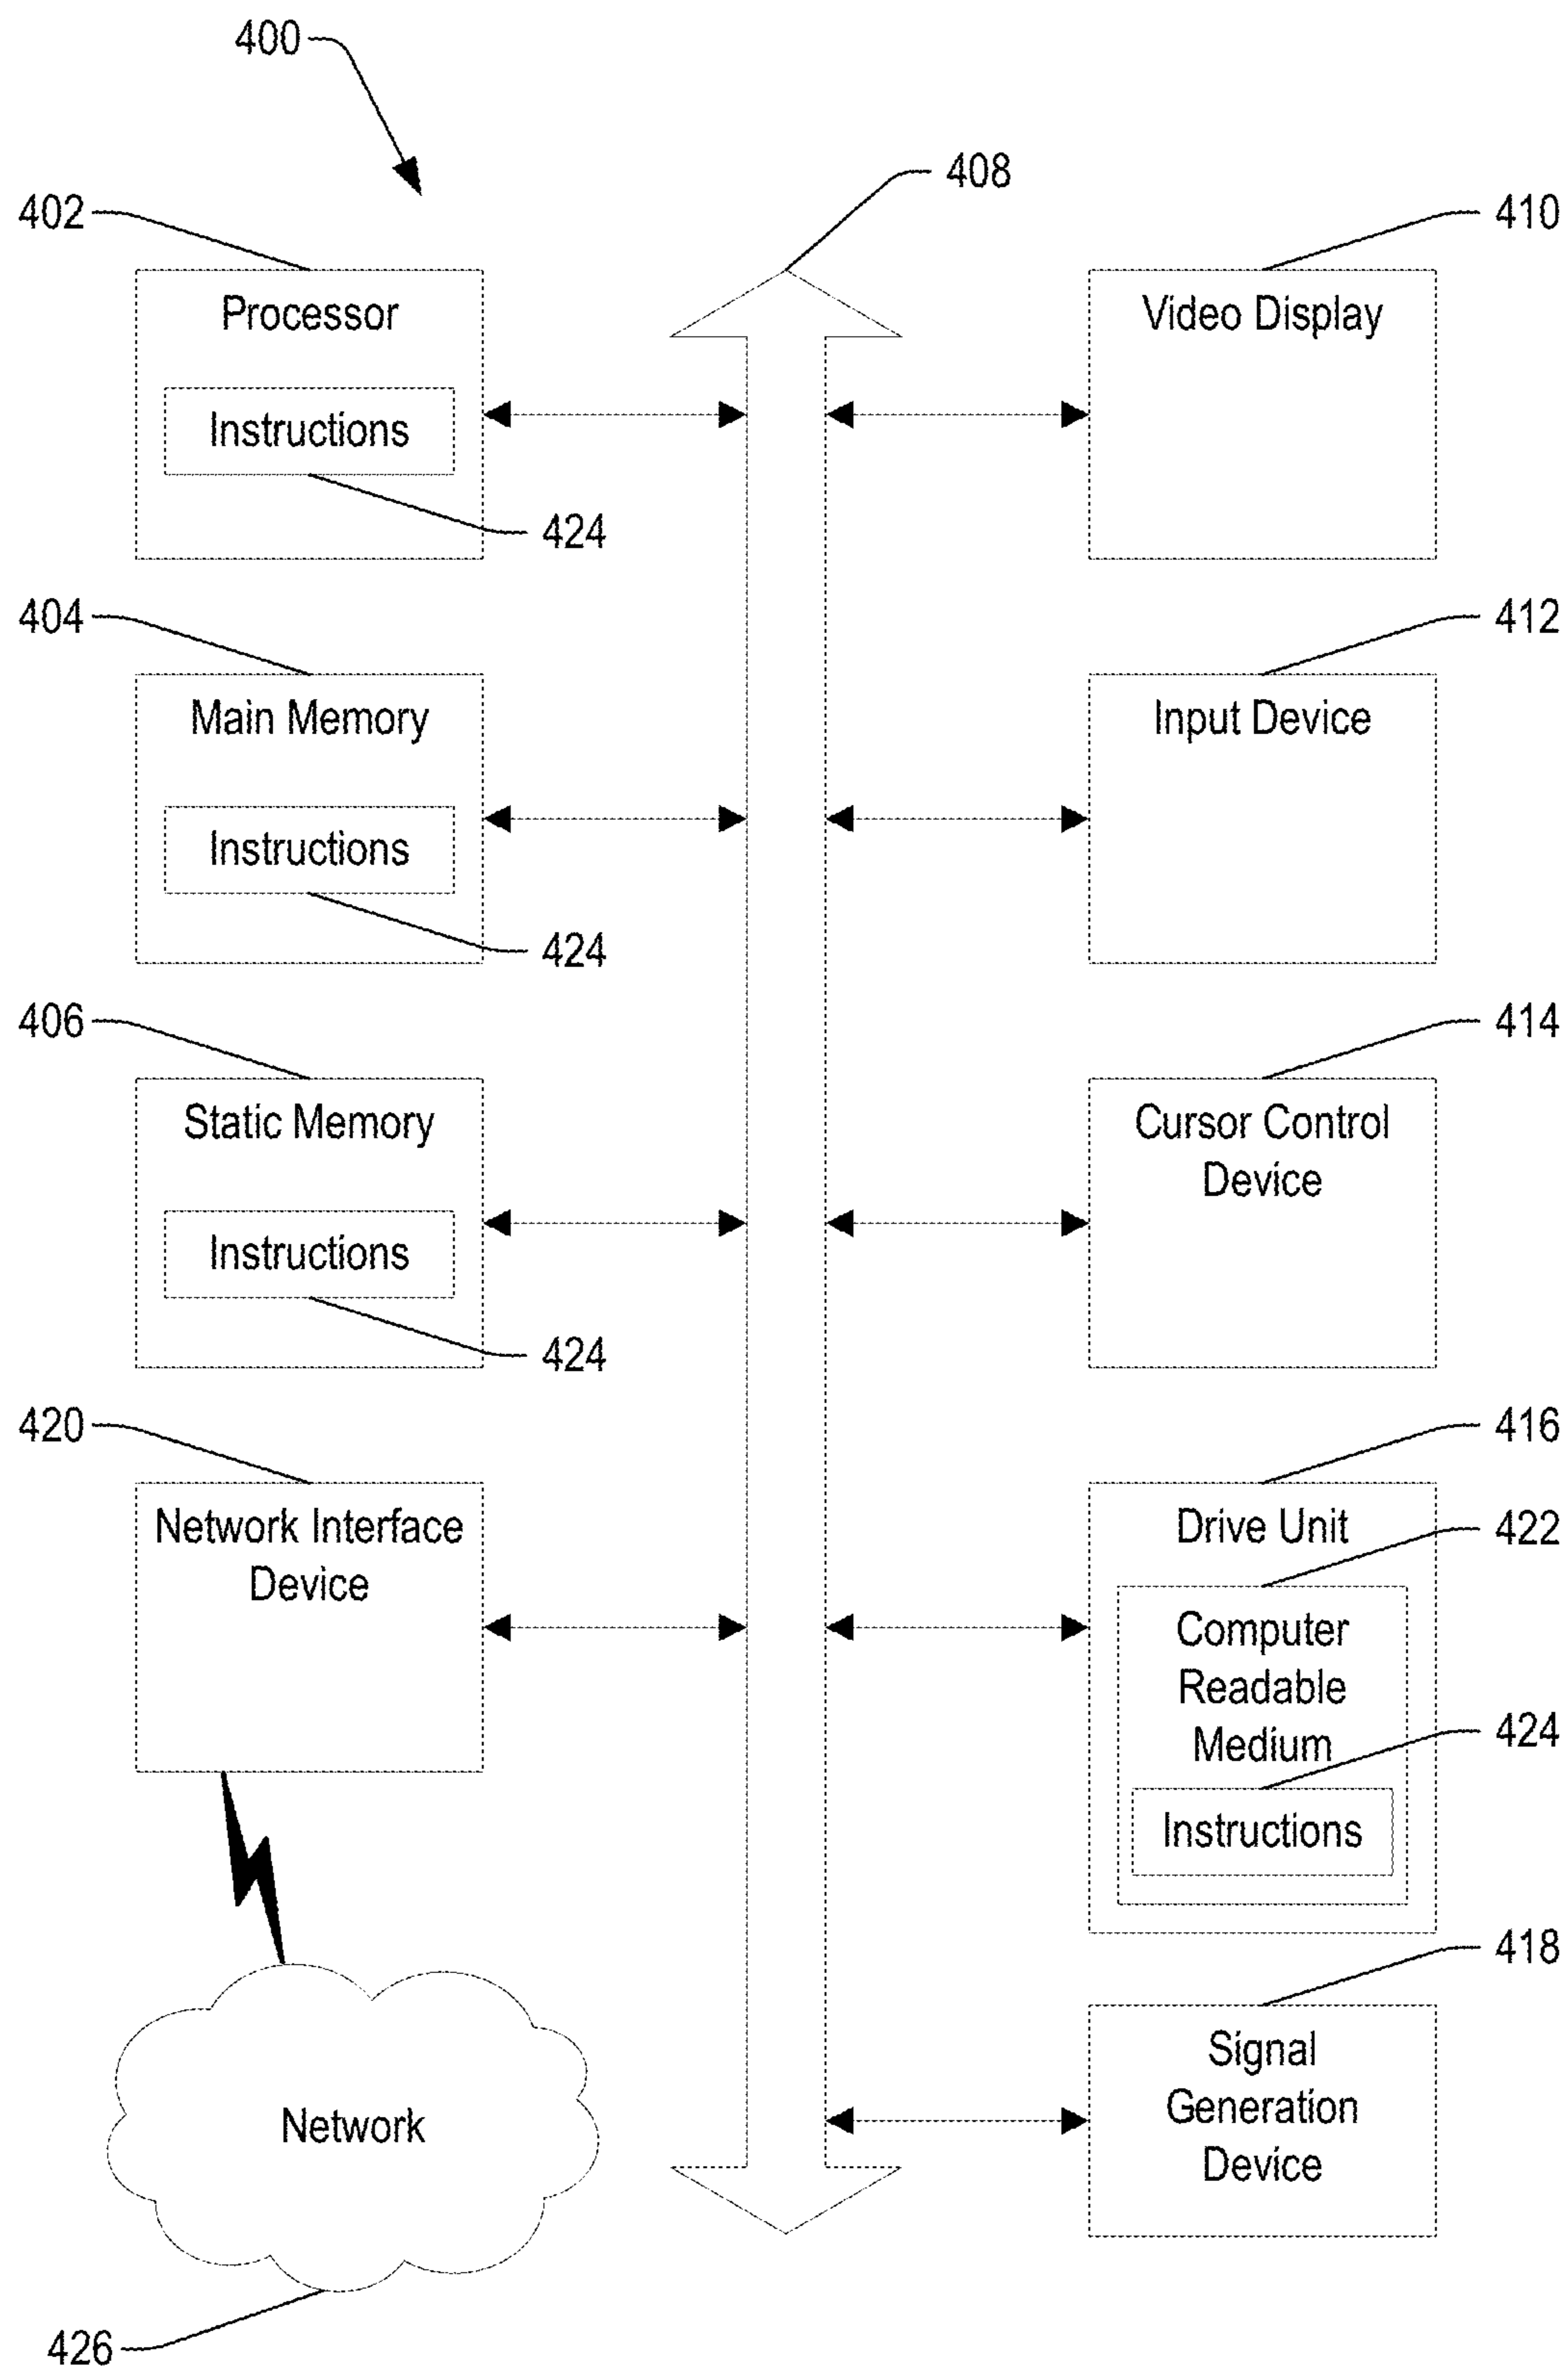 400
408
402
410
Processor
Video Display
Instructions
424
404
412
Main Memory
Input Device
Instructions
424
406
414
Static Memory
Cursor Control
Device
Instructions
424
420
416
Network Interface
Device
Drive Unit
422
Computer
Readable
Medium
424
Instructions
418
Signal
Generation
Device
Network
426